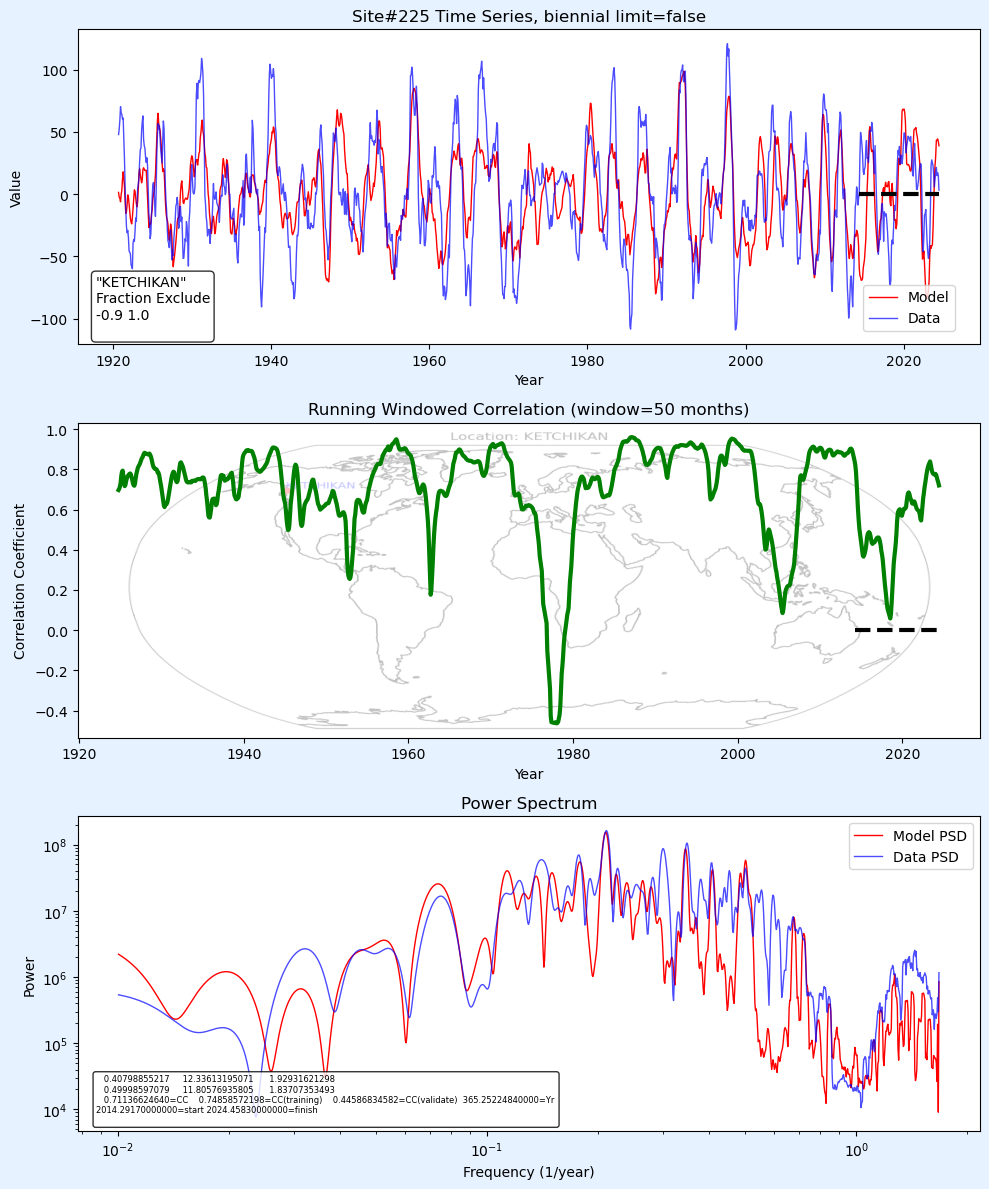 Site#225 Time Series, biennial limit=false
Value
100
50
0
−50
−100
"KETCHIKAN"
Fraction Exclude
-0.9 1.0
Model
Data
1920
1940
1960
1980
2000
2020
Year
Running Windowed Correlation (window=50 months)
Correlation Coefficient
1.0
0.8
0.6
0.4
0.2
0.0
−0.2
−0.4
Location: KETCHIKAN
1920
1940
1960
1980
2000
2020
Year
Power Spectrum
Power
10^8
10^7
10^6
10^5
10^4
Model PSD
Data PSD
0.40798855217 12.33613195071 1.92931621298
0.49998597079 11.80576935805 1.83707353493
0.71136624640=CC 0.74858572198=CC(training) 0.44586834582=CC(validate) 365.25224840000=Yr
2014.29170000000=start 2024.45830000000=finish
10^−2
10^−1
10^0
Frequency (1/year)